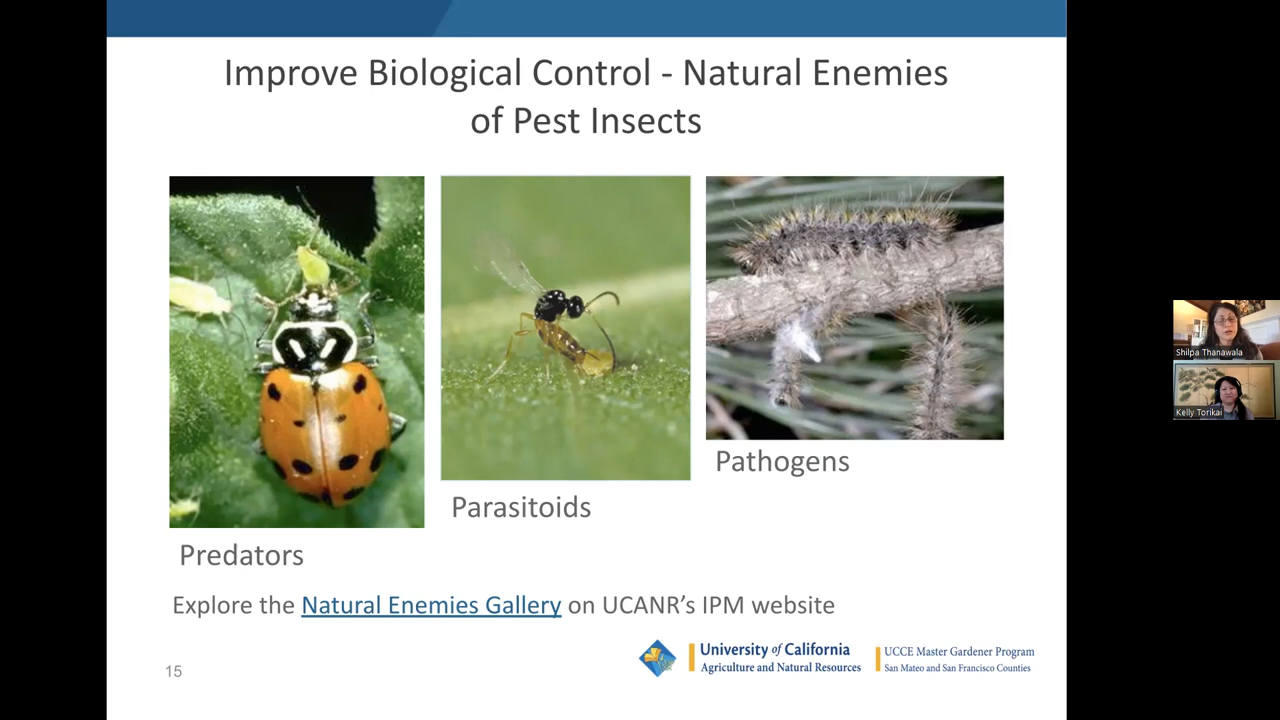 Improve Biological Control - Natural Enemies
of Pest Insects
Pathogens
Parasitoids
Predators
Explore the Natural Enemies Gallery on UCANR's IPM website
15
University of California
Agriculture and Natural Resources
UCCE Master Gardener Program
San Mateo and San Francisco Counties
Shilpa Thanawala
Kelly Torikai